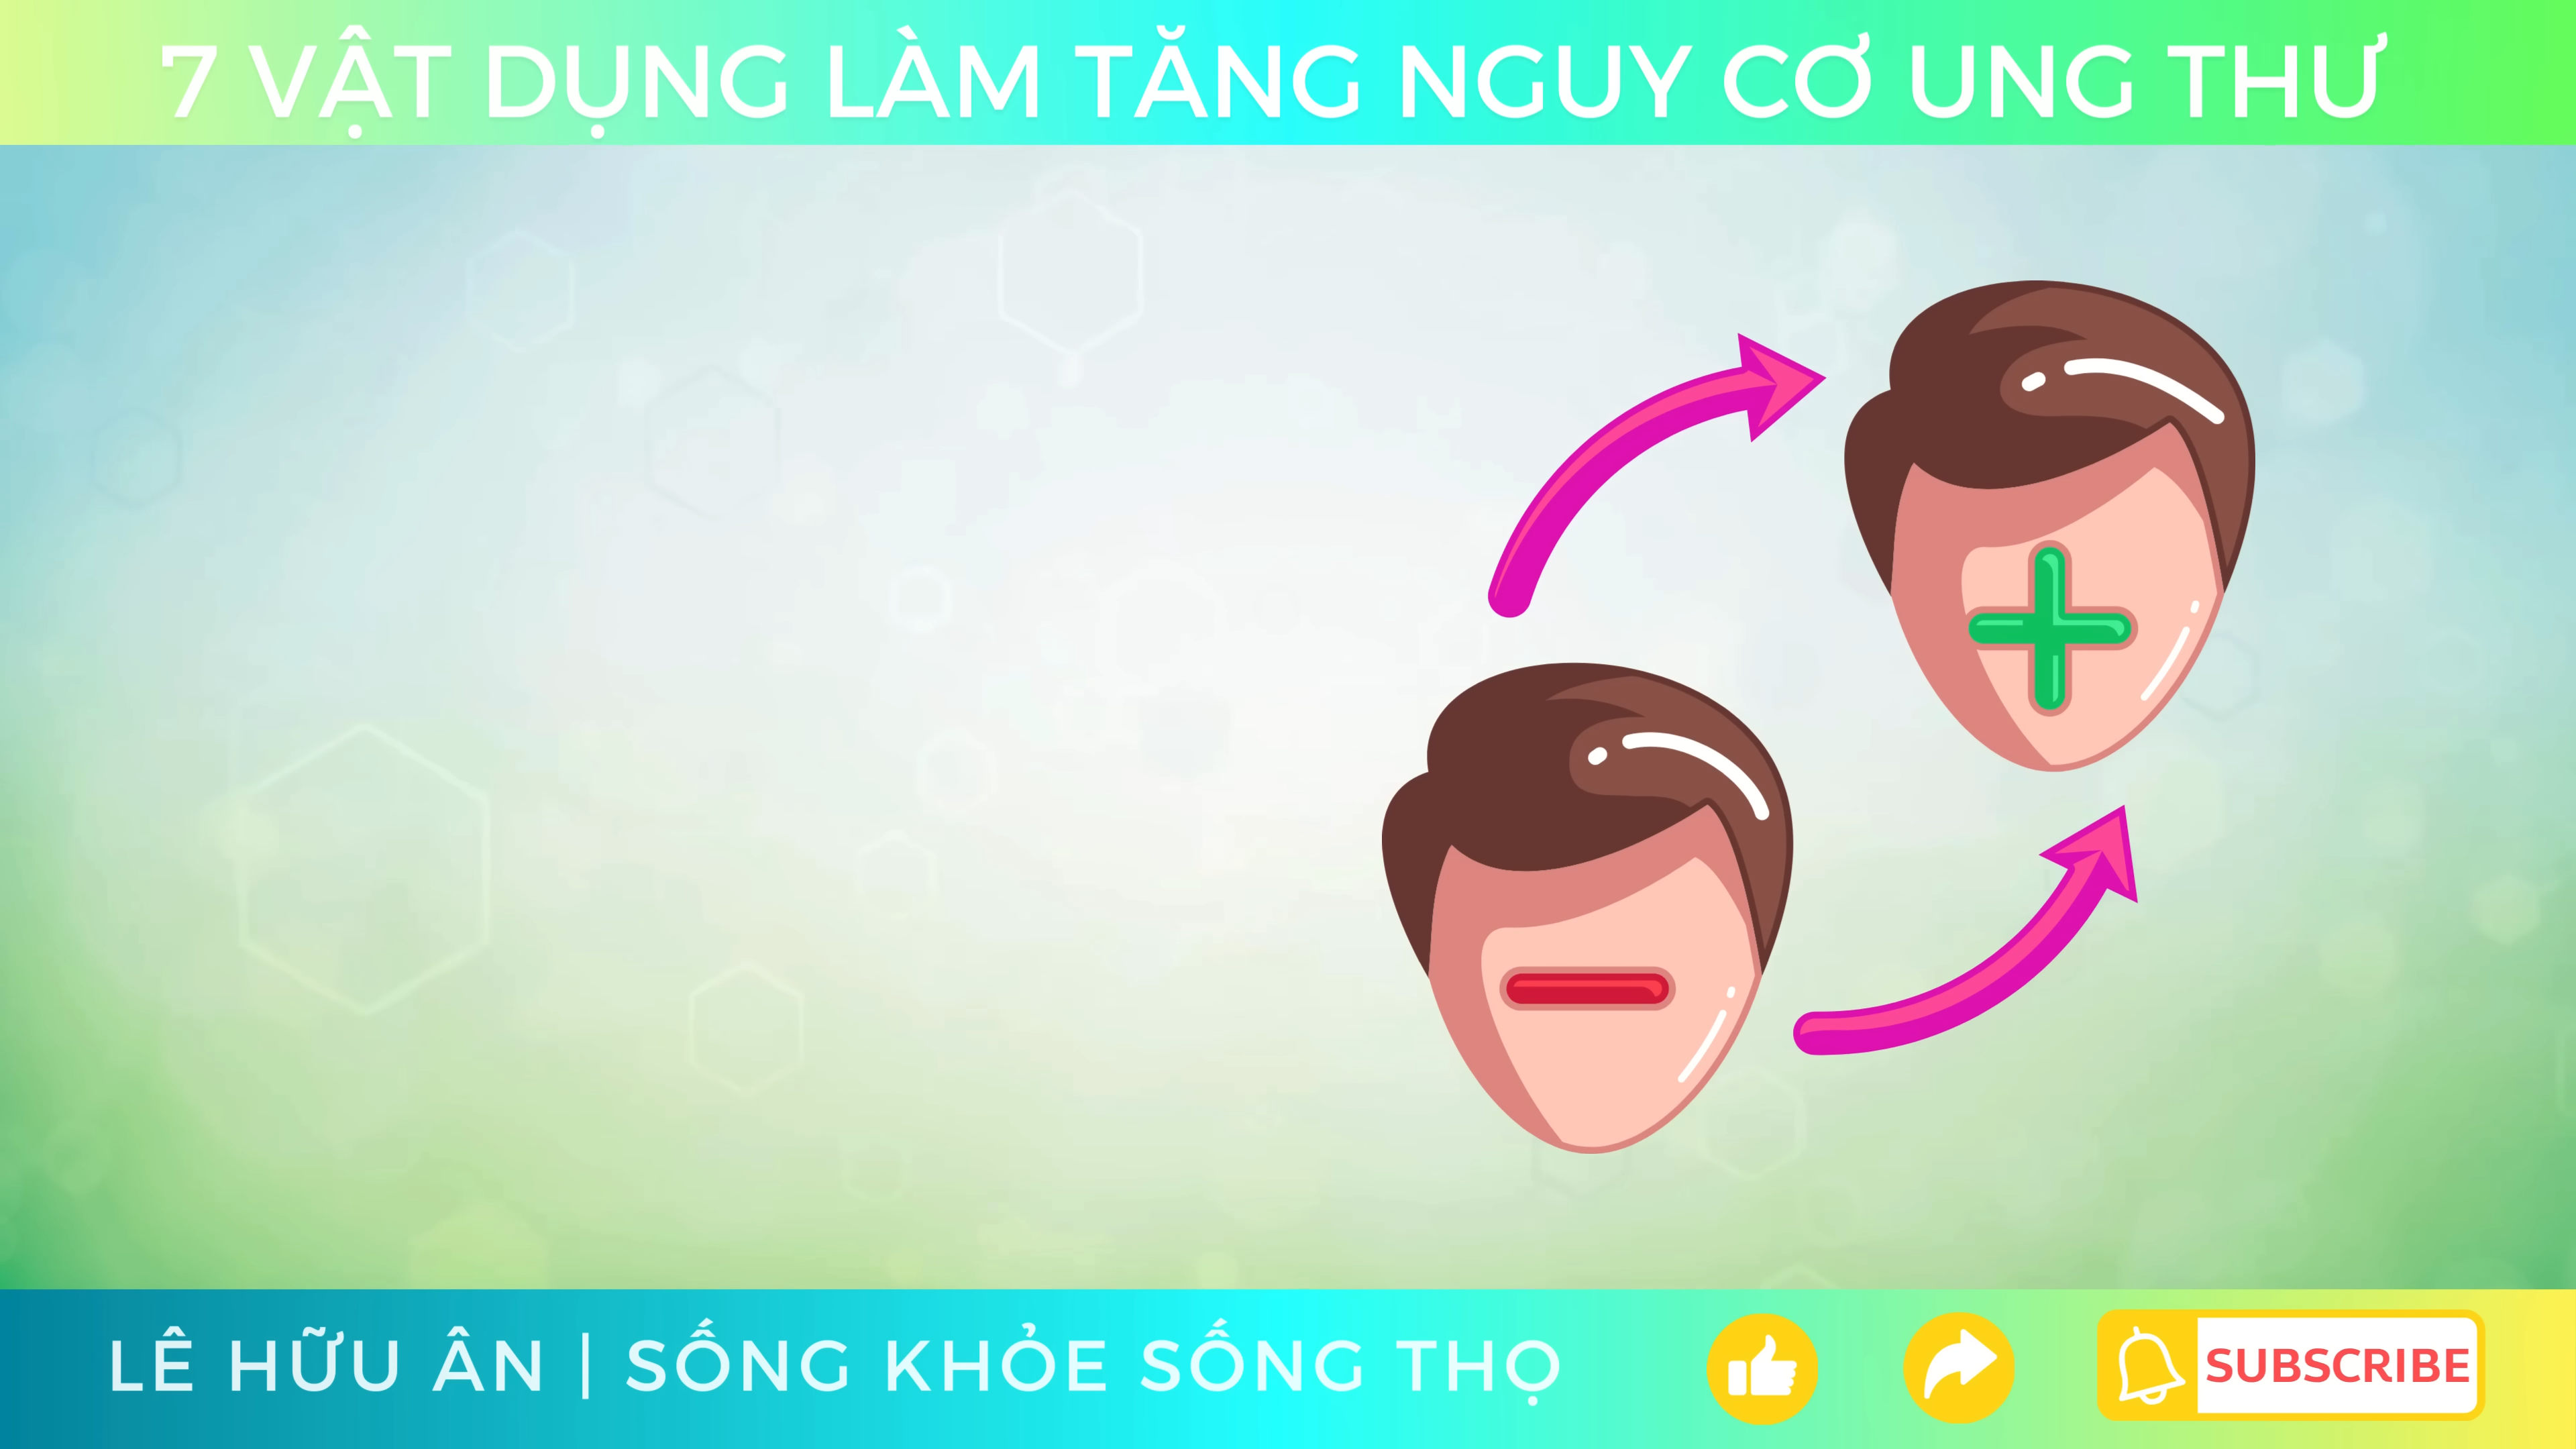 7 VẬT DỤNG LÀM TĂNG NGUY CƠ UNG THƯ
LÊ HỮU ÂN | SỐNG KHỎE SỐNG THỌ
SUBSCRIBE